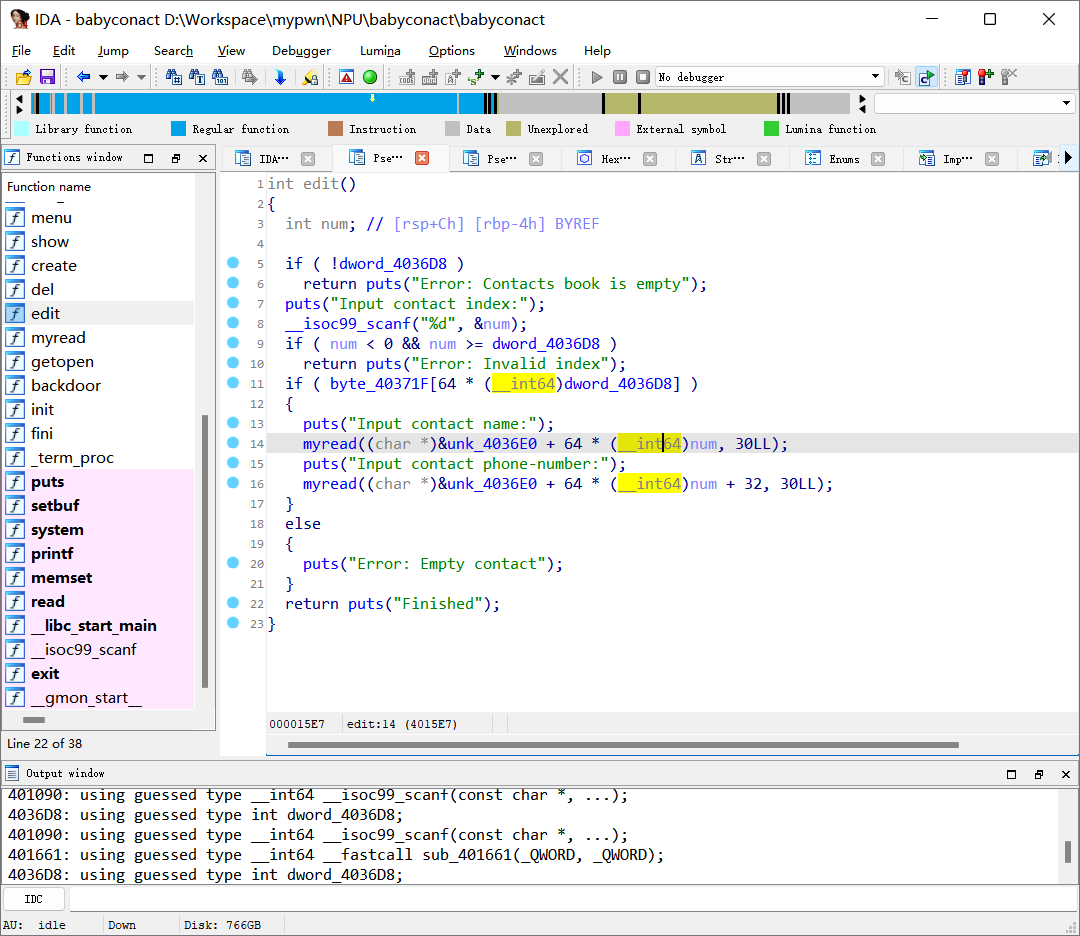 IDA - babyconact D:\Workspace\mypwn\NPU\babyconact\babyconact
File Edit Jump Search View Debugger Lumina Options Windows Help
No debugger
Library function Regular function Instruction Data Unexplored External symbol Lumina function
Functions window
IDA··· Pse··· Pse··· Hex··· Str··· Enums Imp···
Function name
menu
show
create
del
edit
myread
getopen
backdoor
init
fini
_term_proc
puts
setbuf
system
printf
memset
read
__libc_start_main
__isoc99_scanf
exit
__gmon_start__
Line 22 of 38
1 int edit()
2 {
3 int num; // [rsp+Ch] [rbp-4h] BYREF
4
5 if ( !dword_4036D8 )
6 return puts("Error: Contacts book is empty");
7 puts("Input contact index:");
8 __isoc99_scanf("%d", &num);
9 if ( num < 0 && num >= dword_4036D8 )
10 return puts("Error: Invalid index");
11 if ( byte_40371F[64 * (__int64)dword_4036D8] )
12 {
13 puts("Input contact name:");
14 myread((char *)&unk_4036E0 + 64 * (__int64)num, 30LL);
15 puts("Input contact phone-number:");
16 myread((char *)&unk_4036E0 + 64 * (__int64)num + 32, 30LL);
17 }
18 else
19 {
20 puts("Error: Empty contact");
21 }
22 return puts("Finished");
23 }
000015E7 edit:14 (4015E7)
Output window
401090: using guessed type __int64 __isoc99_scanf(const char *, ...);
4036D8: using guessed type int dword_4036D8;
401090: using guessed type __int64 __isoc99_scanf(const char *, ...);
401661: using guessed type __int64 __fastcall sub_401661(_QWORD, _QWORD);
4036D8: using guessed type int dword_4036D8;
IDC
AU: idle Down Disk: 766GB